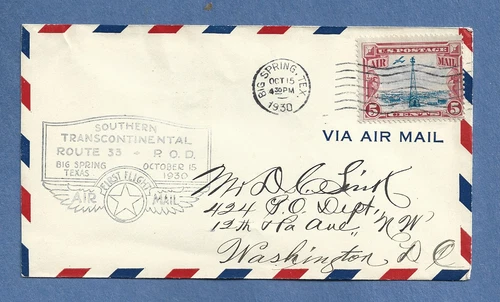 BIG SPRING, TEX.
OCT 15
4 30 PM
1930
U.S. POSTAGE
AIR MAIL
5 CENTS 5
VIA AIR MAIL
SOUTHERN
TRANSCONTINENTAL
ROUTE 33 - P.O.D.
BIG SPRING
TEXAS
OCTOBER 15
1930
FIRST FLIGHT
AIR MAIL
Mr. D. C. Sink
424 P.O. Dept,
12th + Pa Ave, NW
Washington D C